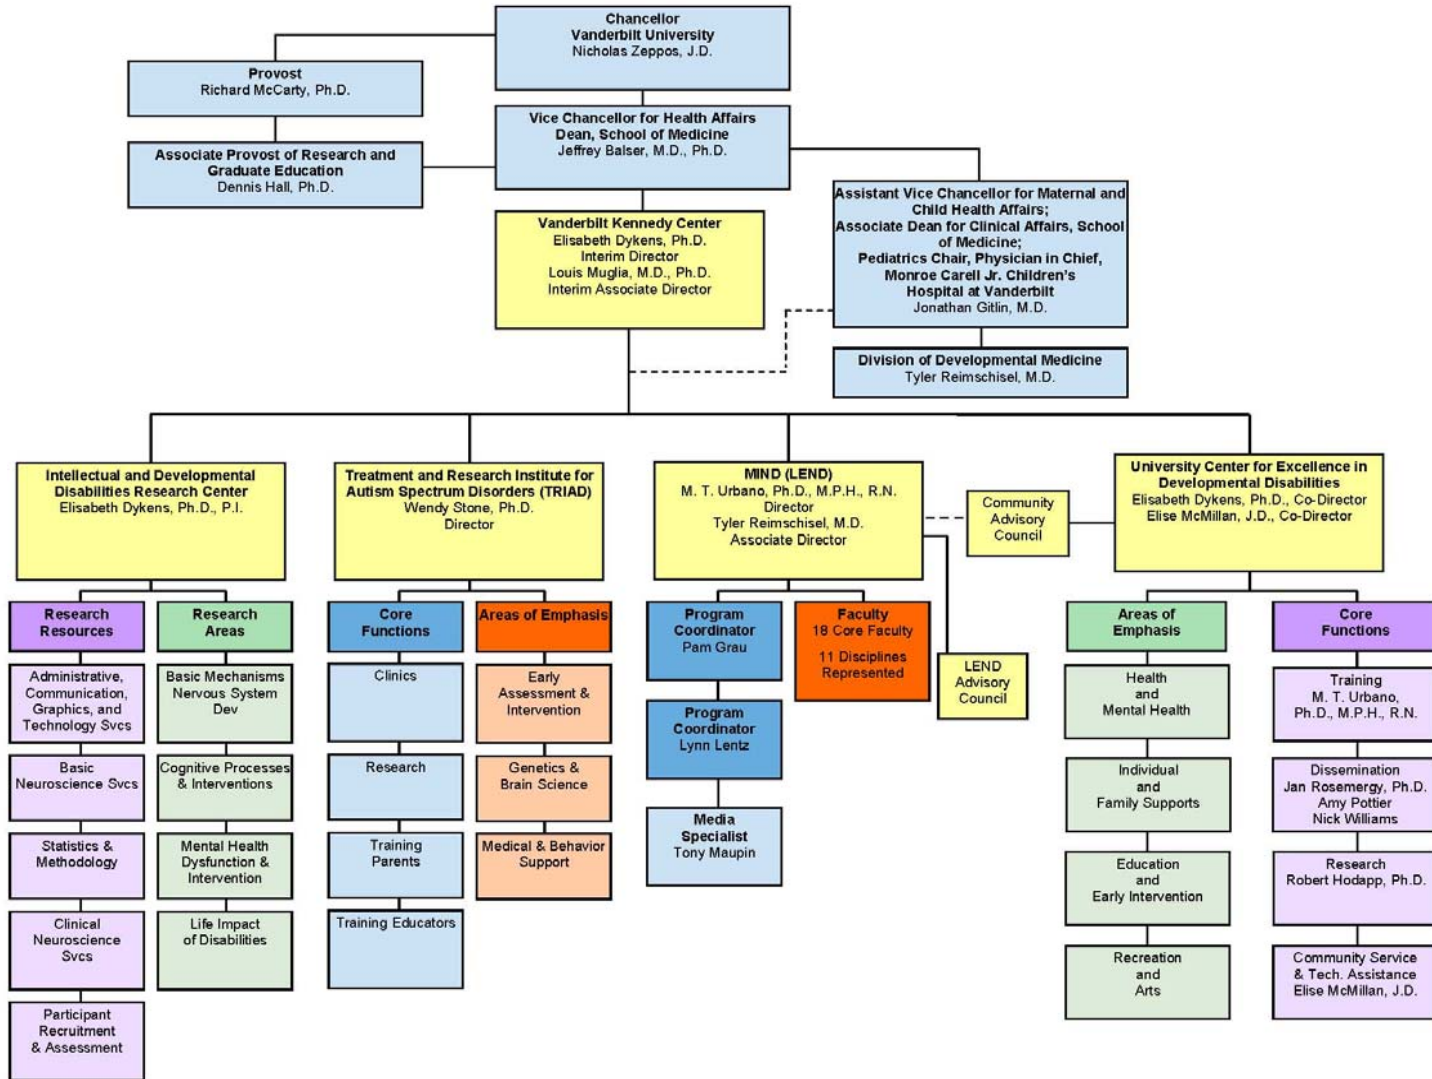 Chancellor
Vanderbilt University
Nicholas Zeppos, J.D.
Provost
Richard McCarty, Ph.D.
Vice Chancellor for Health Affairs
Dean, School of Medicine
Jeffrey Balser, M.D., Ph.D.
Associate Provost of Research and
Graduate Education
Dennis Hall, Ph.D.
Assistant Vice Chancellor for Maternal and
Child Health Affairs;
Associate Dean for Clinical Affairs, School
of Medicine;
Pediatrics Chair, Physician in Chief,
Monroe Carell Jr. Children's
Hospital at Vanderbilt
Jonathan Gitlin, M.D.
Vanderbilt Kennedy Center
Elisabeth Dykens, Ph.D.
Interim Director
Louis Muglia, M.D., Ph.D.
Interim Associate Director
Division of Developmental Medicine
Tyler Reimschisel, M.D.
Intellectual and Developmental
Disabilities Research Center
Elisabeth Dykens, Ph.D., P.I.
Treatment and Research Institute for
Autism Spectrum Disorders (TRIAD)
Wendy Stone, Ph.D.
Director
MIND (LEND)
M. T. Urbano, Ph.D., M.P.H., R.N.
Director
Tyler Reimschisel, M.D.
Associate Director
Community
Advisory
Council
University Center for Excellence in
Developmental Disabilities
Elisabeth Dykens, Ph.D., Co-Director
Elise McMillan, J.D., Co-Director
Research
Resources
Administrative,
Communication,
Graphics, and
Technology Svcs
Basic
Neuroscience Svcs
Statistics &
Methodology
Clinical
Neuroscience
Svcs
Participant
Recruitment
& Assessment
Research
Areas
Basic Mechanisms
Nervous System
Dev
Cognitive Processes
& Interventions
Mental Health
Dysfunction &
Intervention
Life Impact
of Disabilities
Core
Functions
Clinics
Research
Training
Parents
Training Educators
Areas of Emphasis
Early
Assessment &
Intervention
Genetics &
Brain Science
Medical & Behavior
Support
Program
Coordinator
Pam Grau
Program
Coordinator
Lynn Lentz
Media
Specialist
Tony Maupin
Faculty
18 Core Faculty
11 Disciplines
Represented
LEND
Advisory
Council
Areas of
Emphasis
Health
and
Mental Health
Individual
and
Family Supports
Education
and
Early Intervention
Recreation
and
Arts
Core
Functions
Training
M. T. Urbano,
Ph.D., M.P.H., R.N.
Dissemination
Jan Rosemergy, Ph.D.
Amy Pottier
Nick Williams
Research
Robert Hodapp, Ph.D.
Community Service
& Tech. Assistance
Elise McMillan, J.D.